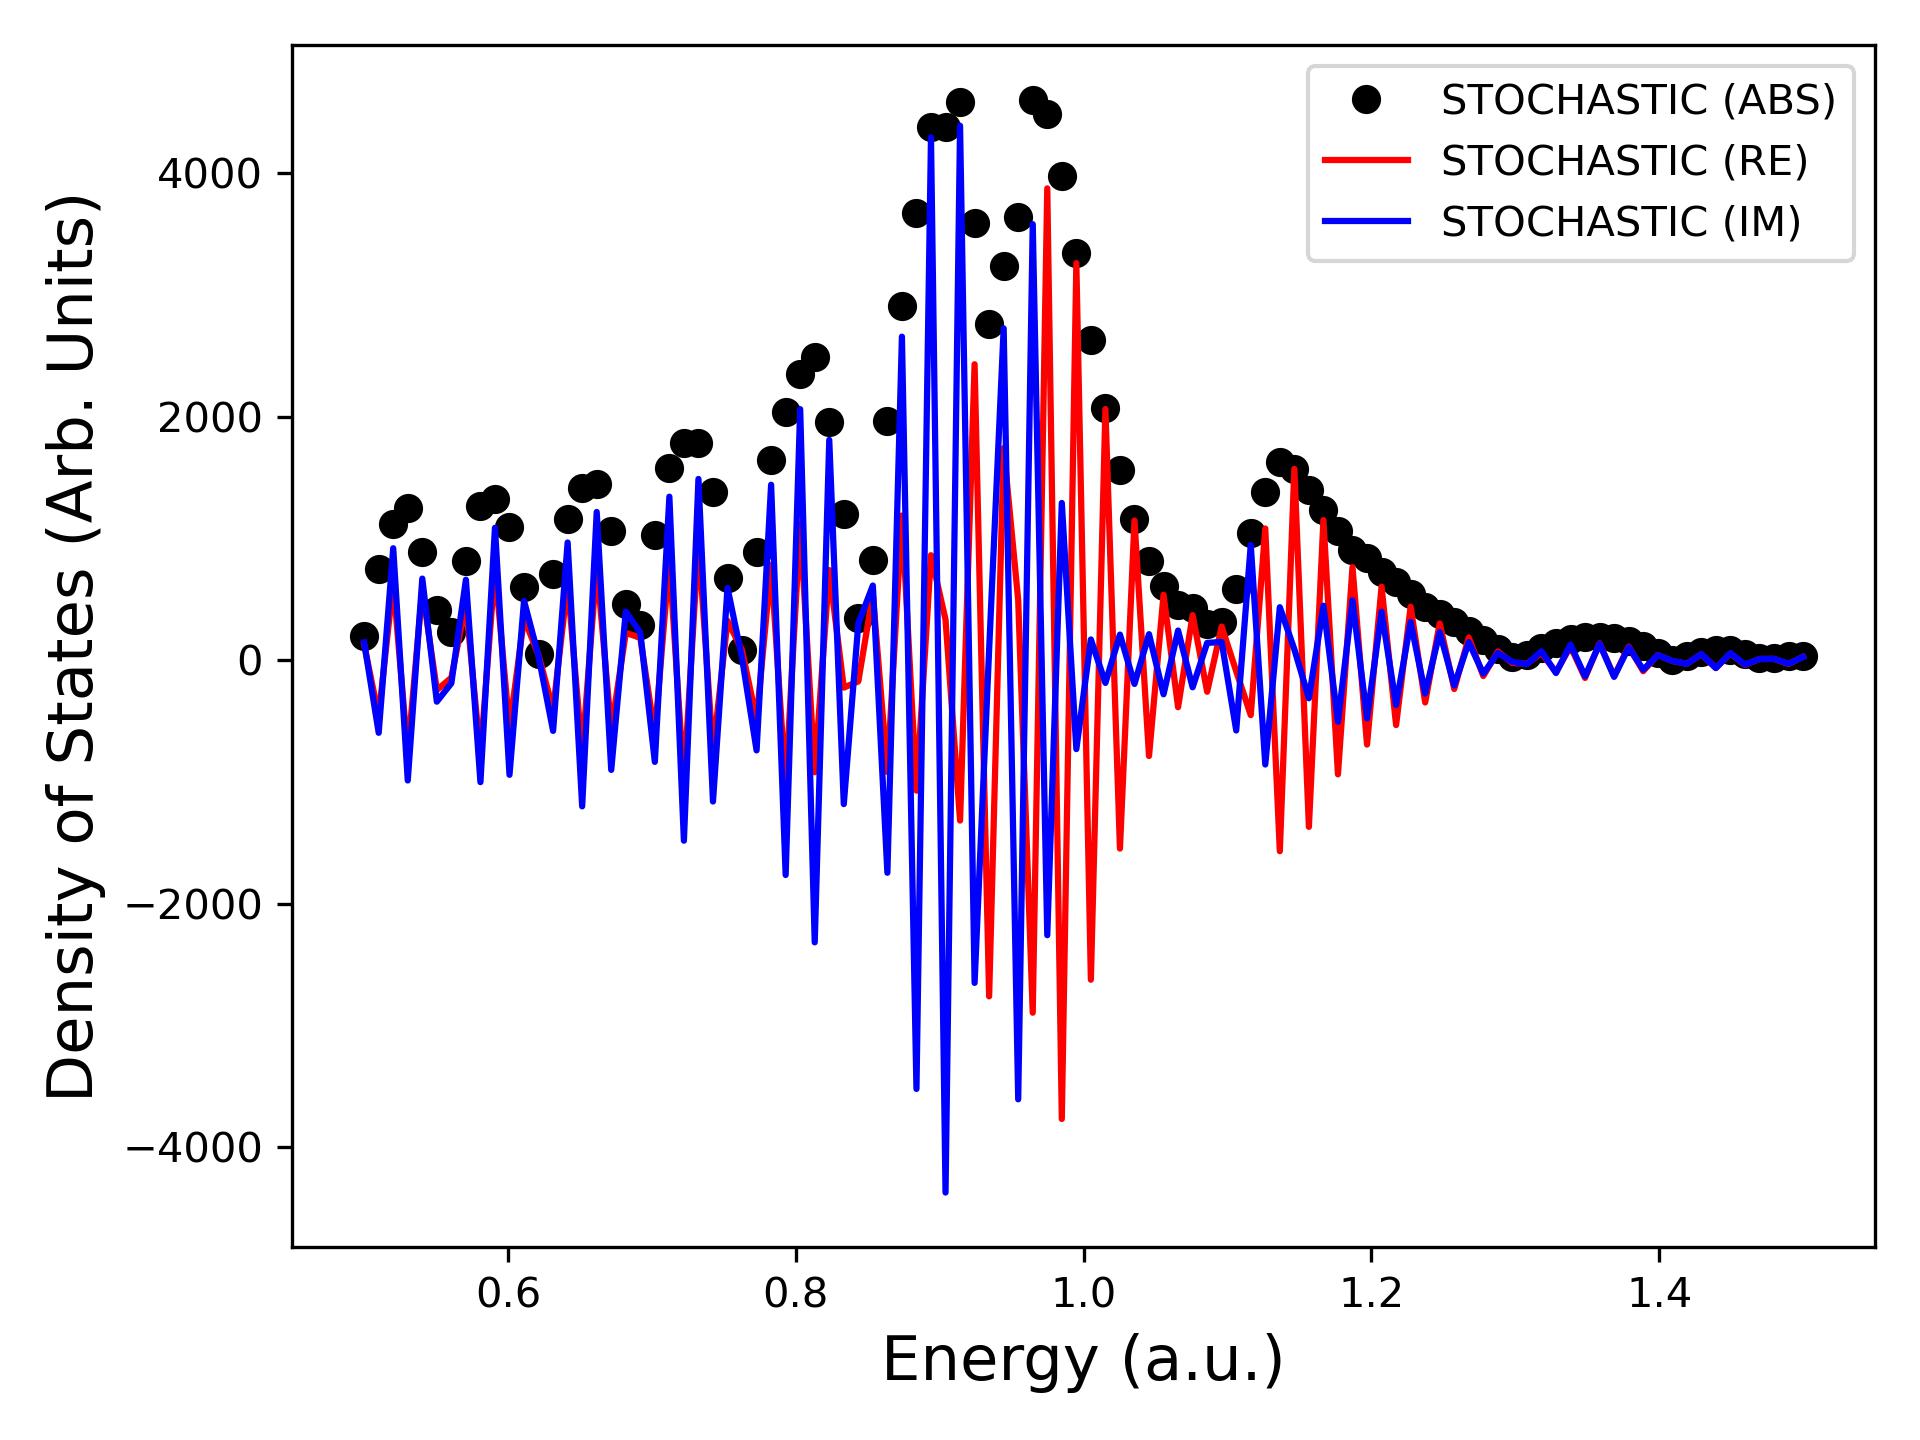 STOCHASTIC (ABS)
STOCHASTIC (RE)
STOCHASTIC (IM)
4000
2000
0
−2000
−4000
Density of States (Arb. Units)
0.6 0.8 1.0 1.2 1.4
Energy (a.u.)